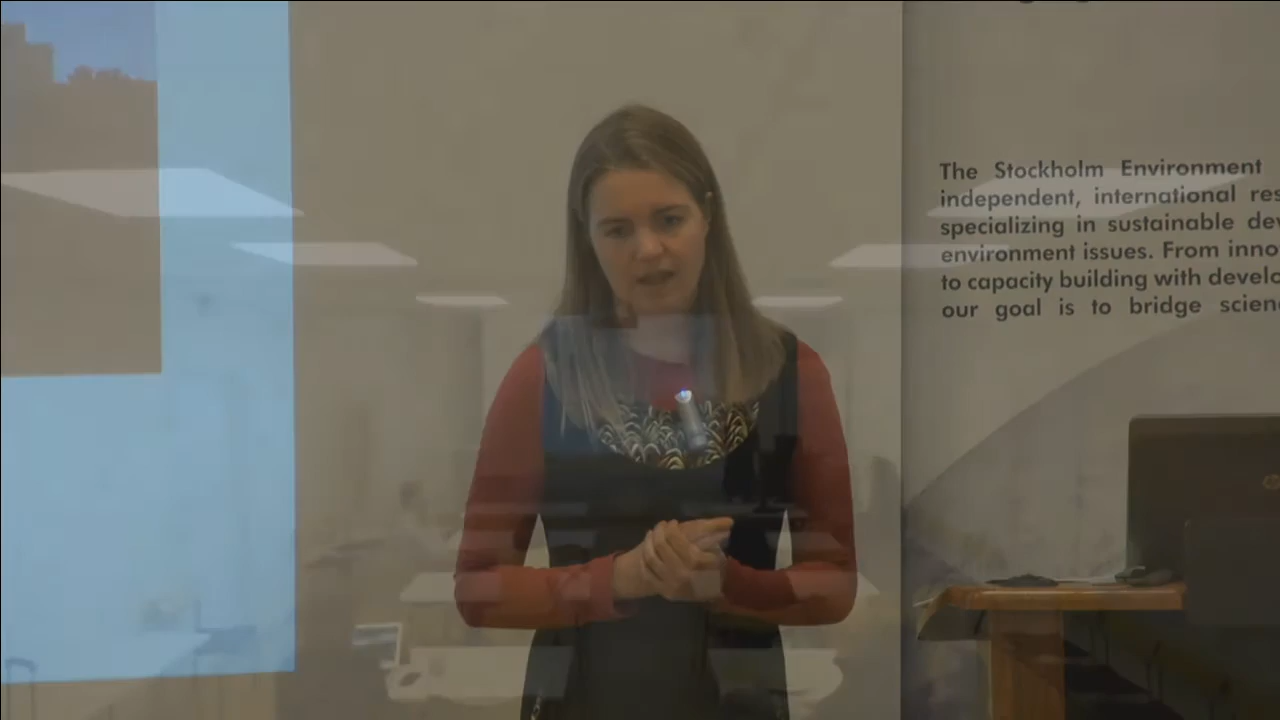 The Stockholm Environment
independent, international res
specializing in sustainable dev
environment issues. From inno
to capacity building with develo
our goal is to bridge scienc